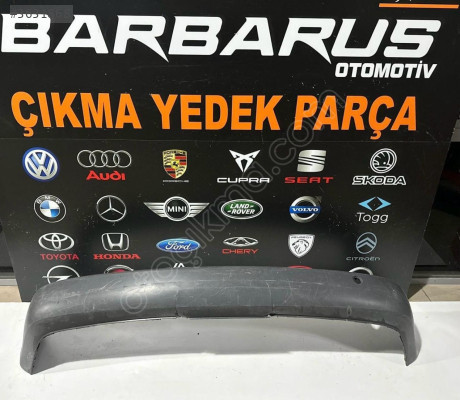 BARBARUS
OTOMOTİV
ÇIKMA YEDEK PARÇA
Audi
PORSCHE
CUPRA
SEAT
SKODA
MINI
LAND ROVER
VOLVO
Togg
TOYOTA
HONDA
Ford
CHERY
CITROËN